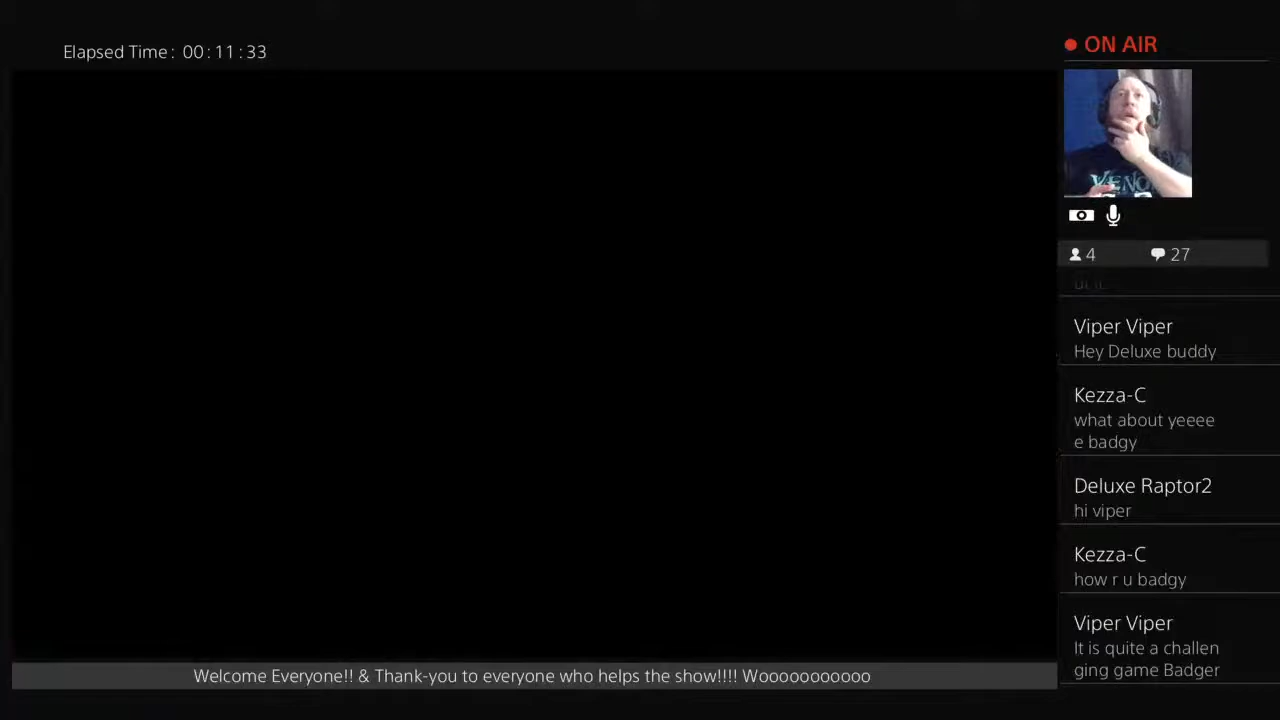 Elapsed Time: 00:11:33
ON AIR
VENO
4 27
Viper Viper
Hey Deluxe buddy
Kezza-C
what about yeeee
e badgy
Deluxe Raptor2
hi viper
Kezza-C
how r u badgy
Viper Viper
It is quite a challen
ging game Badger
Welcome Everyone!! & Thank-you to everyone who helps the show!!!! Wooooooooooo